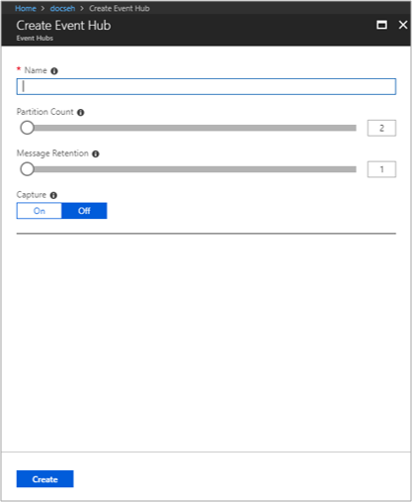 Home > docseh > Create Event Hub
Create Event Hub
Event Hubs
* Name
Partition Count
2
Message Retention
1
Capture
On Off
Create